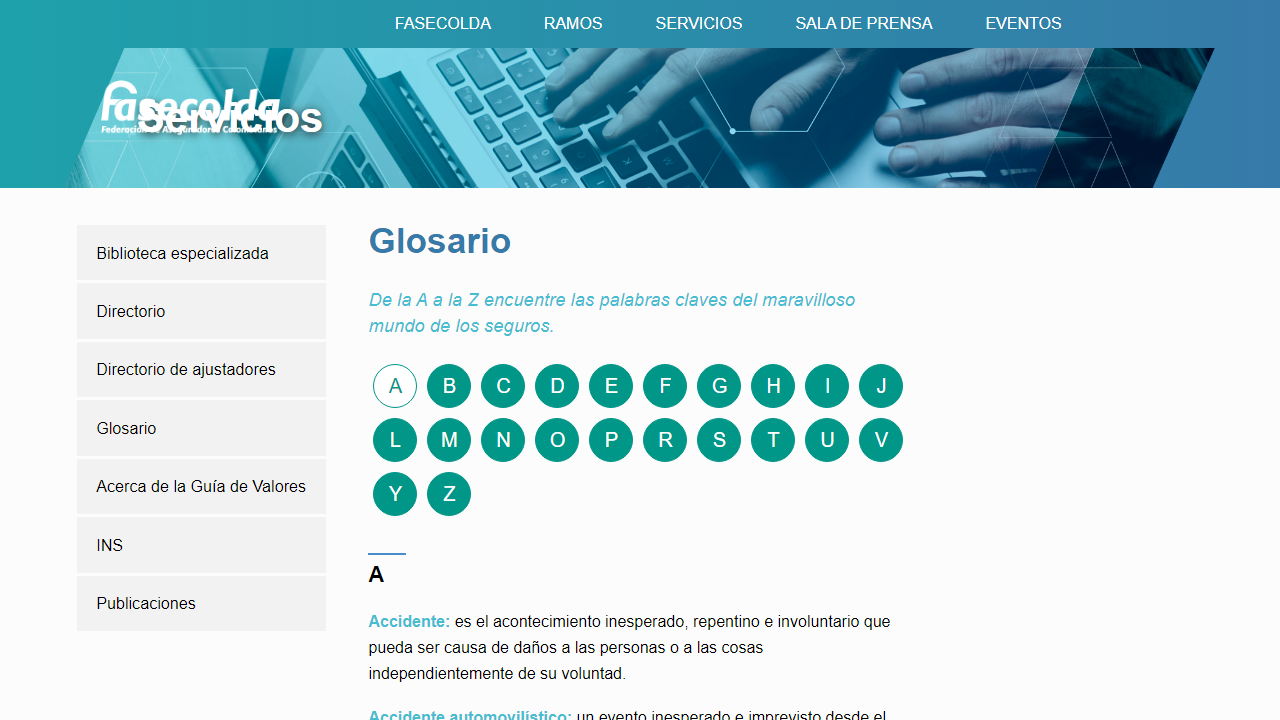 FASECOLDA RAMOS SERVICIOS SALA DE PRENSA EVENTOS
fasecolda
Federación de Aseguradores Colombianos
Servicios
Biblioteca especializada
Directorio
Directorio de ajustadores
Glosario
Acerca de la Guía de Valores
INS
Publicaciones
Glosario
De la A a la Z encuentre las palabras claves del maravilloso
mundo de los seguros.
A B C D E F G H I J
L M N O P R S T U V
Y Z
A
Accidente: es el acontecimiento inesperado, repentino e involuntario que
pueda ser causa de daños a las personas o a las cosas
independientemente de su voluntad.
Accidente automovilístico: un evento inesperado e imprevisto desde el